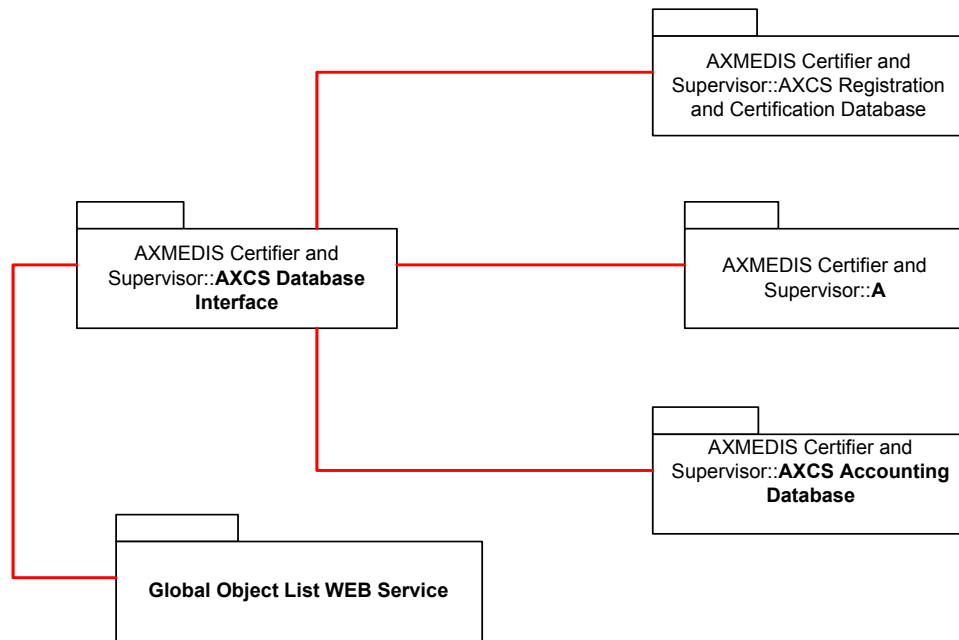 AXMEDIS Certifier and
Supervisor::AXCS Registration
and Certification Database
AXMEDIS Certifier and
Supervisor::AXCS Database
Interface
AXMEDIS Certifier and
Supervisor::A
AXMEDIS Certifier and
Supervisor::AXCS Accounting
Database
Global Object List WEB Service